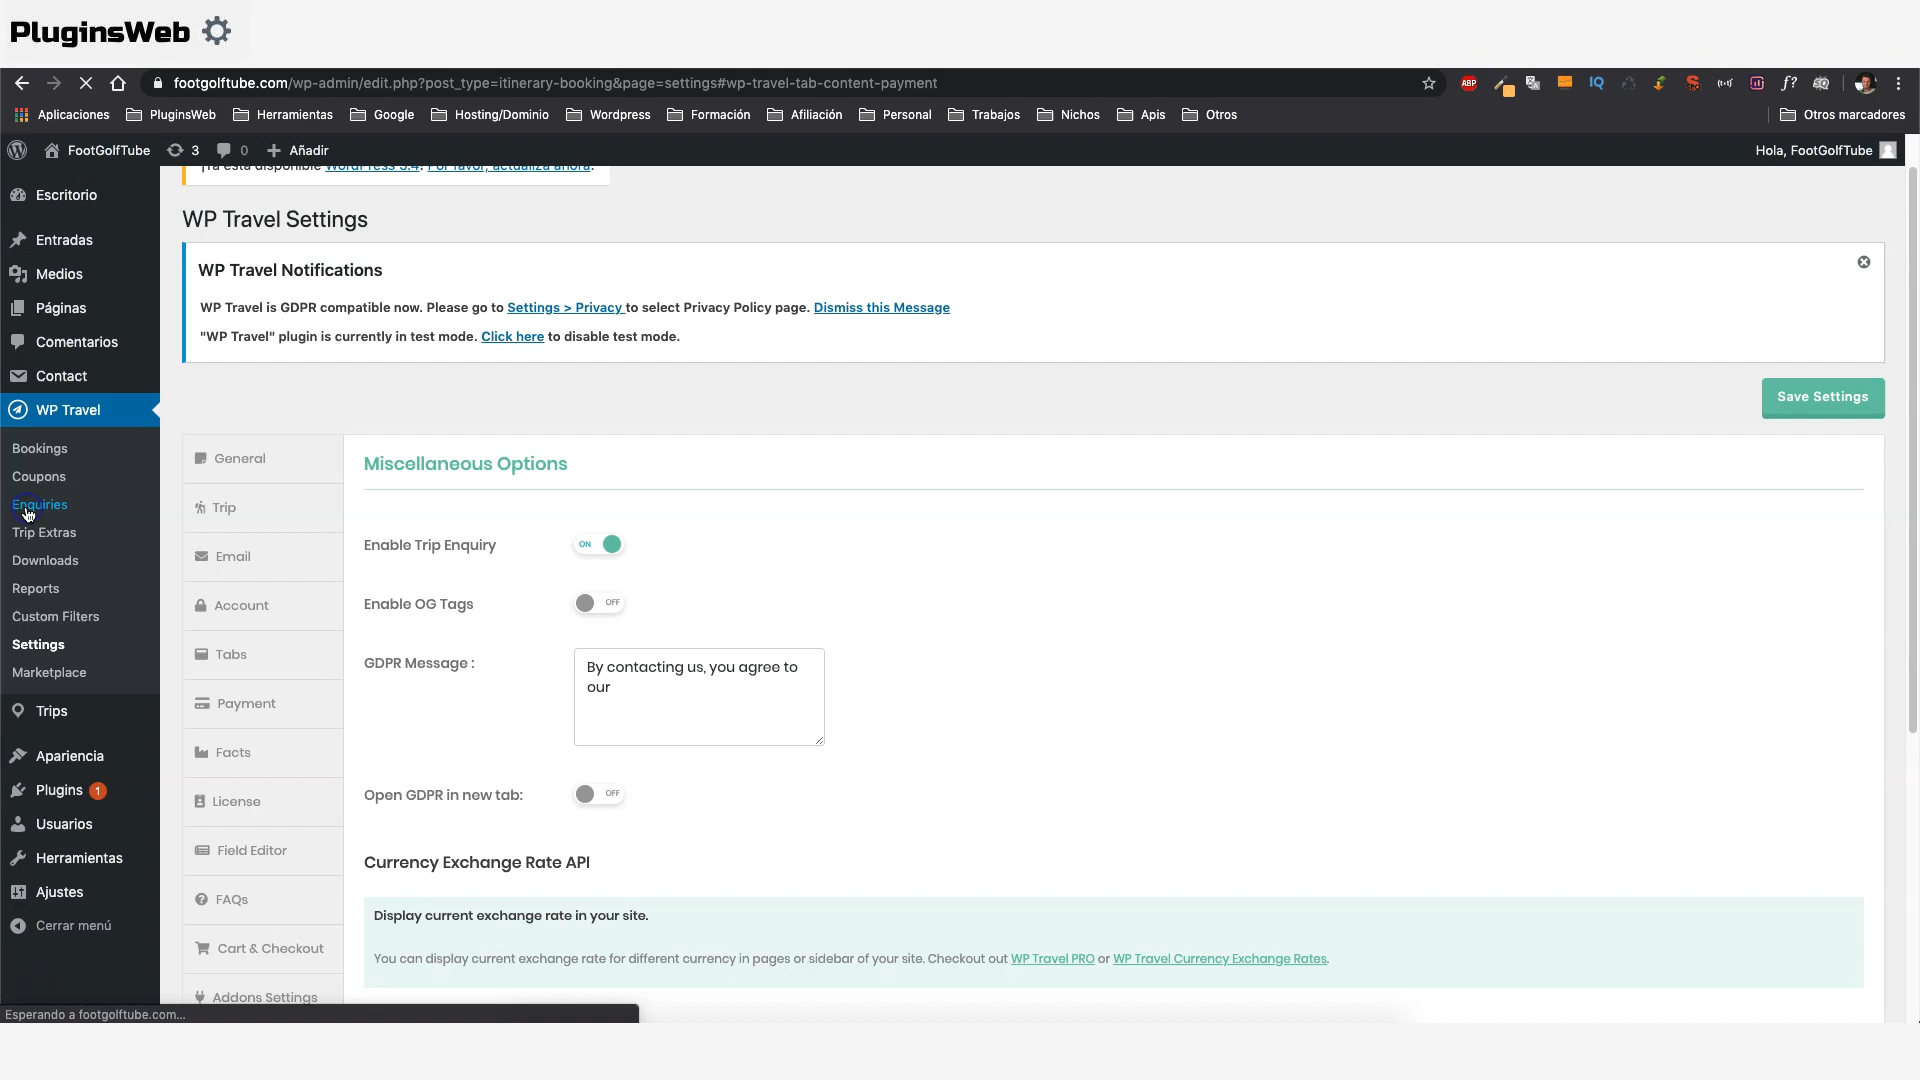 PluginsWeb
footgolftube.com/wp-admin/edit.php?post_type=itinerary-booking&page=settings#wp-travel-tab-content-payment
ABP
IQ
f?
Aplicaciones
PluginsWeb
Herramientas
Google
Hosting/Dominio
Wordpress
Formación
Afiliación
Personal
Trabajos
Nichos
Apis
Otros
Otros marcadores
FootGolfTube
3
0
Añadir
Hola, FootGolfTube
¡Ya está disponible WordPress 5.4! Por favor, actualiza ahora.
Escritorio
Entradas
Medios
Páginas
Comentarios
Contact
WP Travel
Bookings
Coupons
Enquiries
Trip Extras
Downloads
Reports
Custom Filters
Settings
Marketplace
Trips
Apariencia
Plugins 1
Usuarios
Herramientas
Ajustes
Cerrar menú
WP Travel Settings
WP Travel Notifications
WP Travel is GDPR compatible now. Please go to Settings > Privacy to select Privacy Policy page. Dismiss this Message
"WP Travel" plugin is currently in test mode. Click here to disable test mode.
Save Settings
General
Trip
Email
Account
Tabs
Payment
Facts
License
Field Editor
FAQs
Cart & Checkout
Addons Settings
Miscellaneous Options
Enable Trip Enquiry
ON
Enable OG Tags
OFF
GDPR Message :
By contacting us, you agree to
our
Open GDPR in new tab:
OFF
Currency Exchange Rate API
Display current exchange rate in your site.
You can display current exchange rate for different currency in pages or sidebar of your site. Checkout out WP Travel PRO or WP Travel Currency Exchange Rates.
Esperando a footgolftube.com...